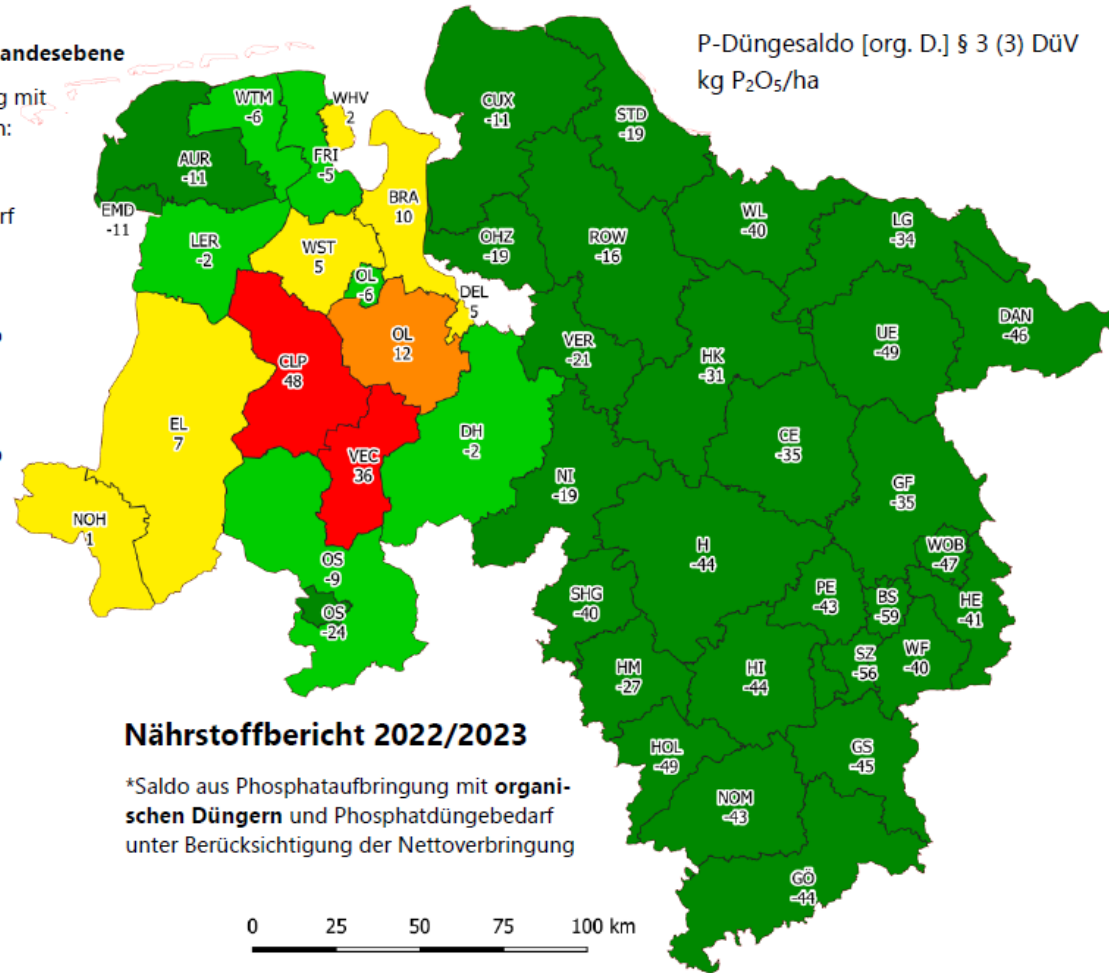 andesebene
g mit
n:
rf
P-Düngesaldo [org. D.] § 3 (3) DüV
kg P₂O₅/ha
WTM
-6
WHV
2
CUX
-11
STD
-19
AUR
-11
FRI
-5
BRA
10
EMD
-11
LER
-2
WST
5
OL
-6
OHZ
-19
ROW
-16
WL
-40
LG
-34
DEL
5
OL
12
CLP
48
VER
-21
HK
-31
UE
-49
DAN
-46
EL
7
VEC
36
DH
-2
NI
-19
CE
-35
GF
-35
NOH
1
OS
-9
OS
-24
H
-44
WOB
-47
SHG
-40
PE
-43
BS
-59
HE
-41
HM
-27
HI
-44
SZ
-56
WF
-40
HOL
-49
GS
-45
NOM
-43
GÖ
-44
Nährstoffbericht 2022/2023
*Saldo aus Phosphataufbringung mit organi-
schen Düngern und Phosphatdüngebedarf
unter Berücksichtigung der Nettoverbringung
0 25 50 75 100 km